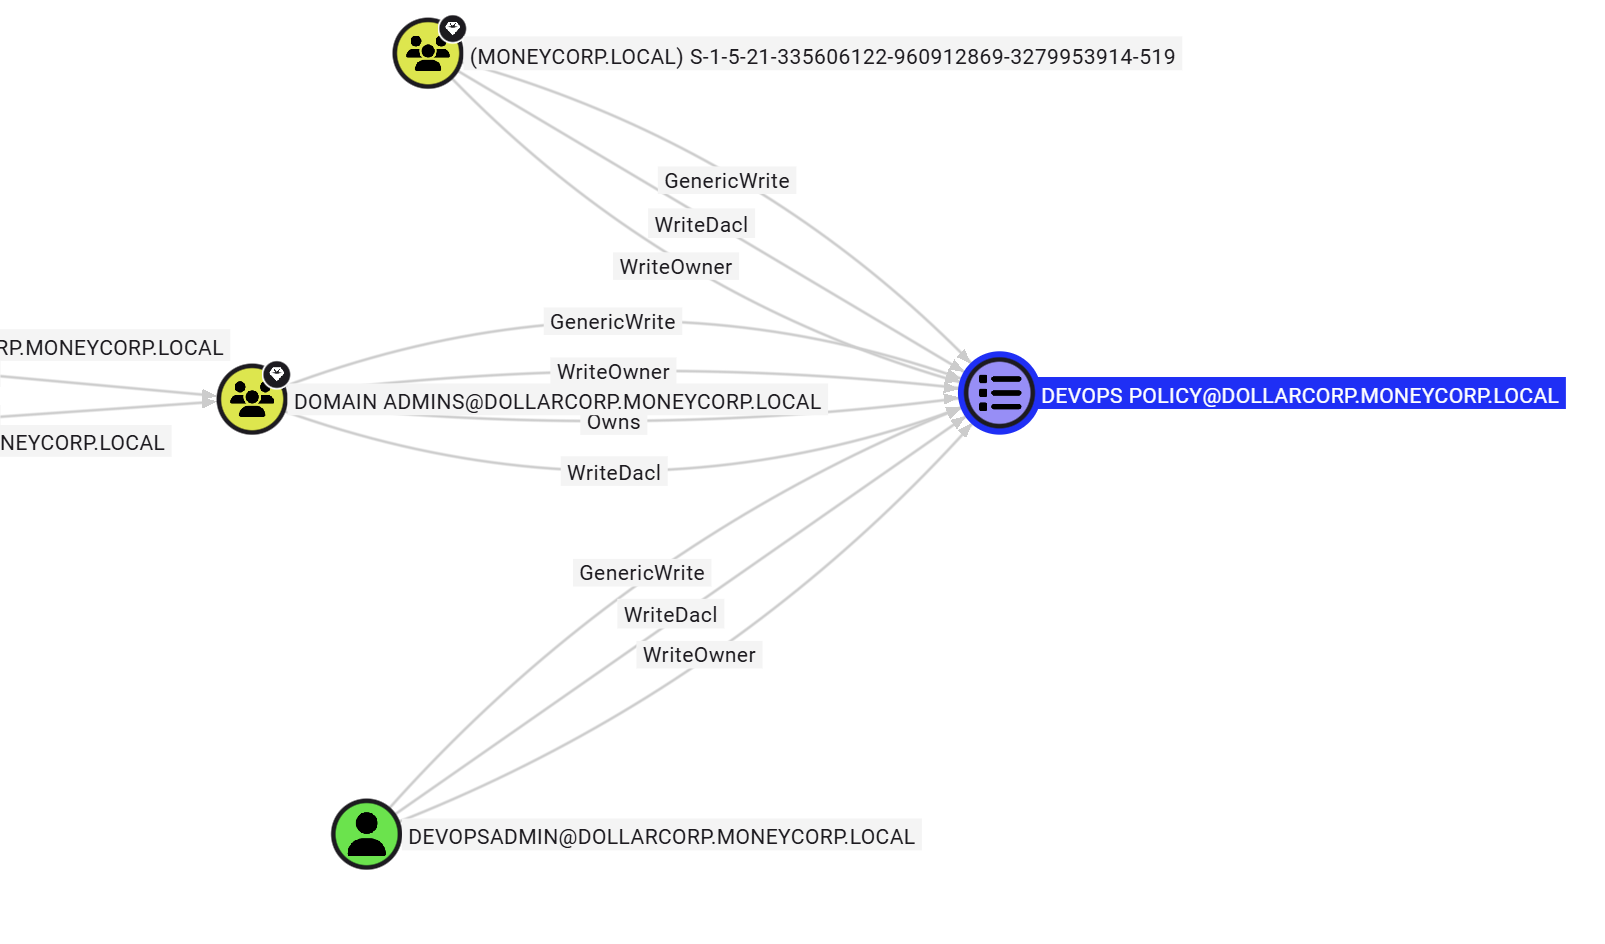 (MONEYCORP.LOCAL) S-1-5-21-335606122-960912869-3279953914-519
GenericWrite
WriteDacl
WriteOwner
GenericWrite
RP.MONEYCORP.LOCAL
WriteOwner
DOMAIN ADMINS@DOLLARCORP.MONEYCORP.LOCAL
DEVOPS POLICY@DOLLARCORP.MONEYCORP.LOCAL
Owns
NEYCORP.LOCAL
WriteDacl
GenericWrite
WriteDacl
WriteOwner
DEVOPSADMIN@DOLLARCORP.MONEYCORP.LOCAL